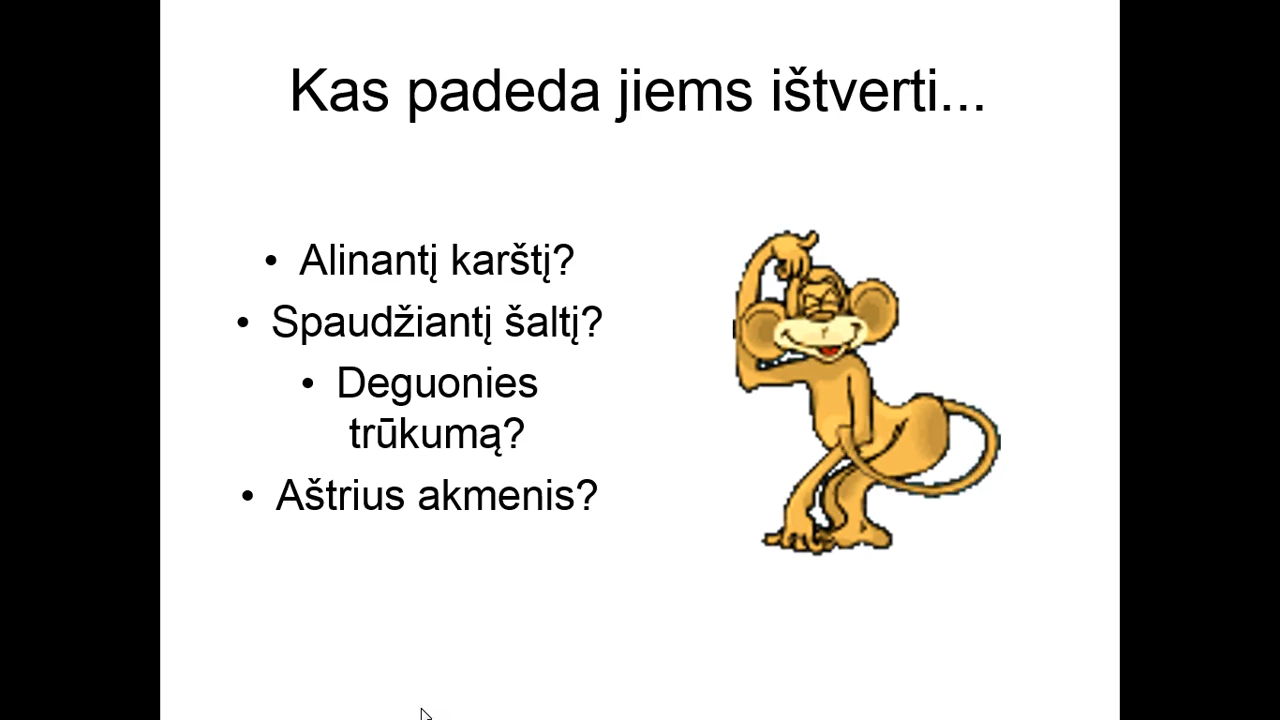 Kas padeda jiems ištverti...
• Alinantį karštį?
• Spaudžiantį šaltį?
• Deguonies
trūkumą?
• Aštrius akmenis?